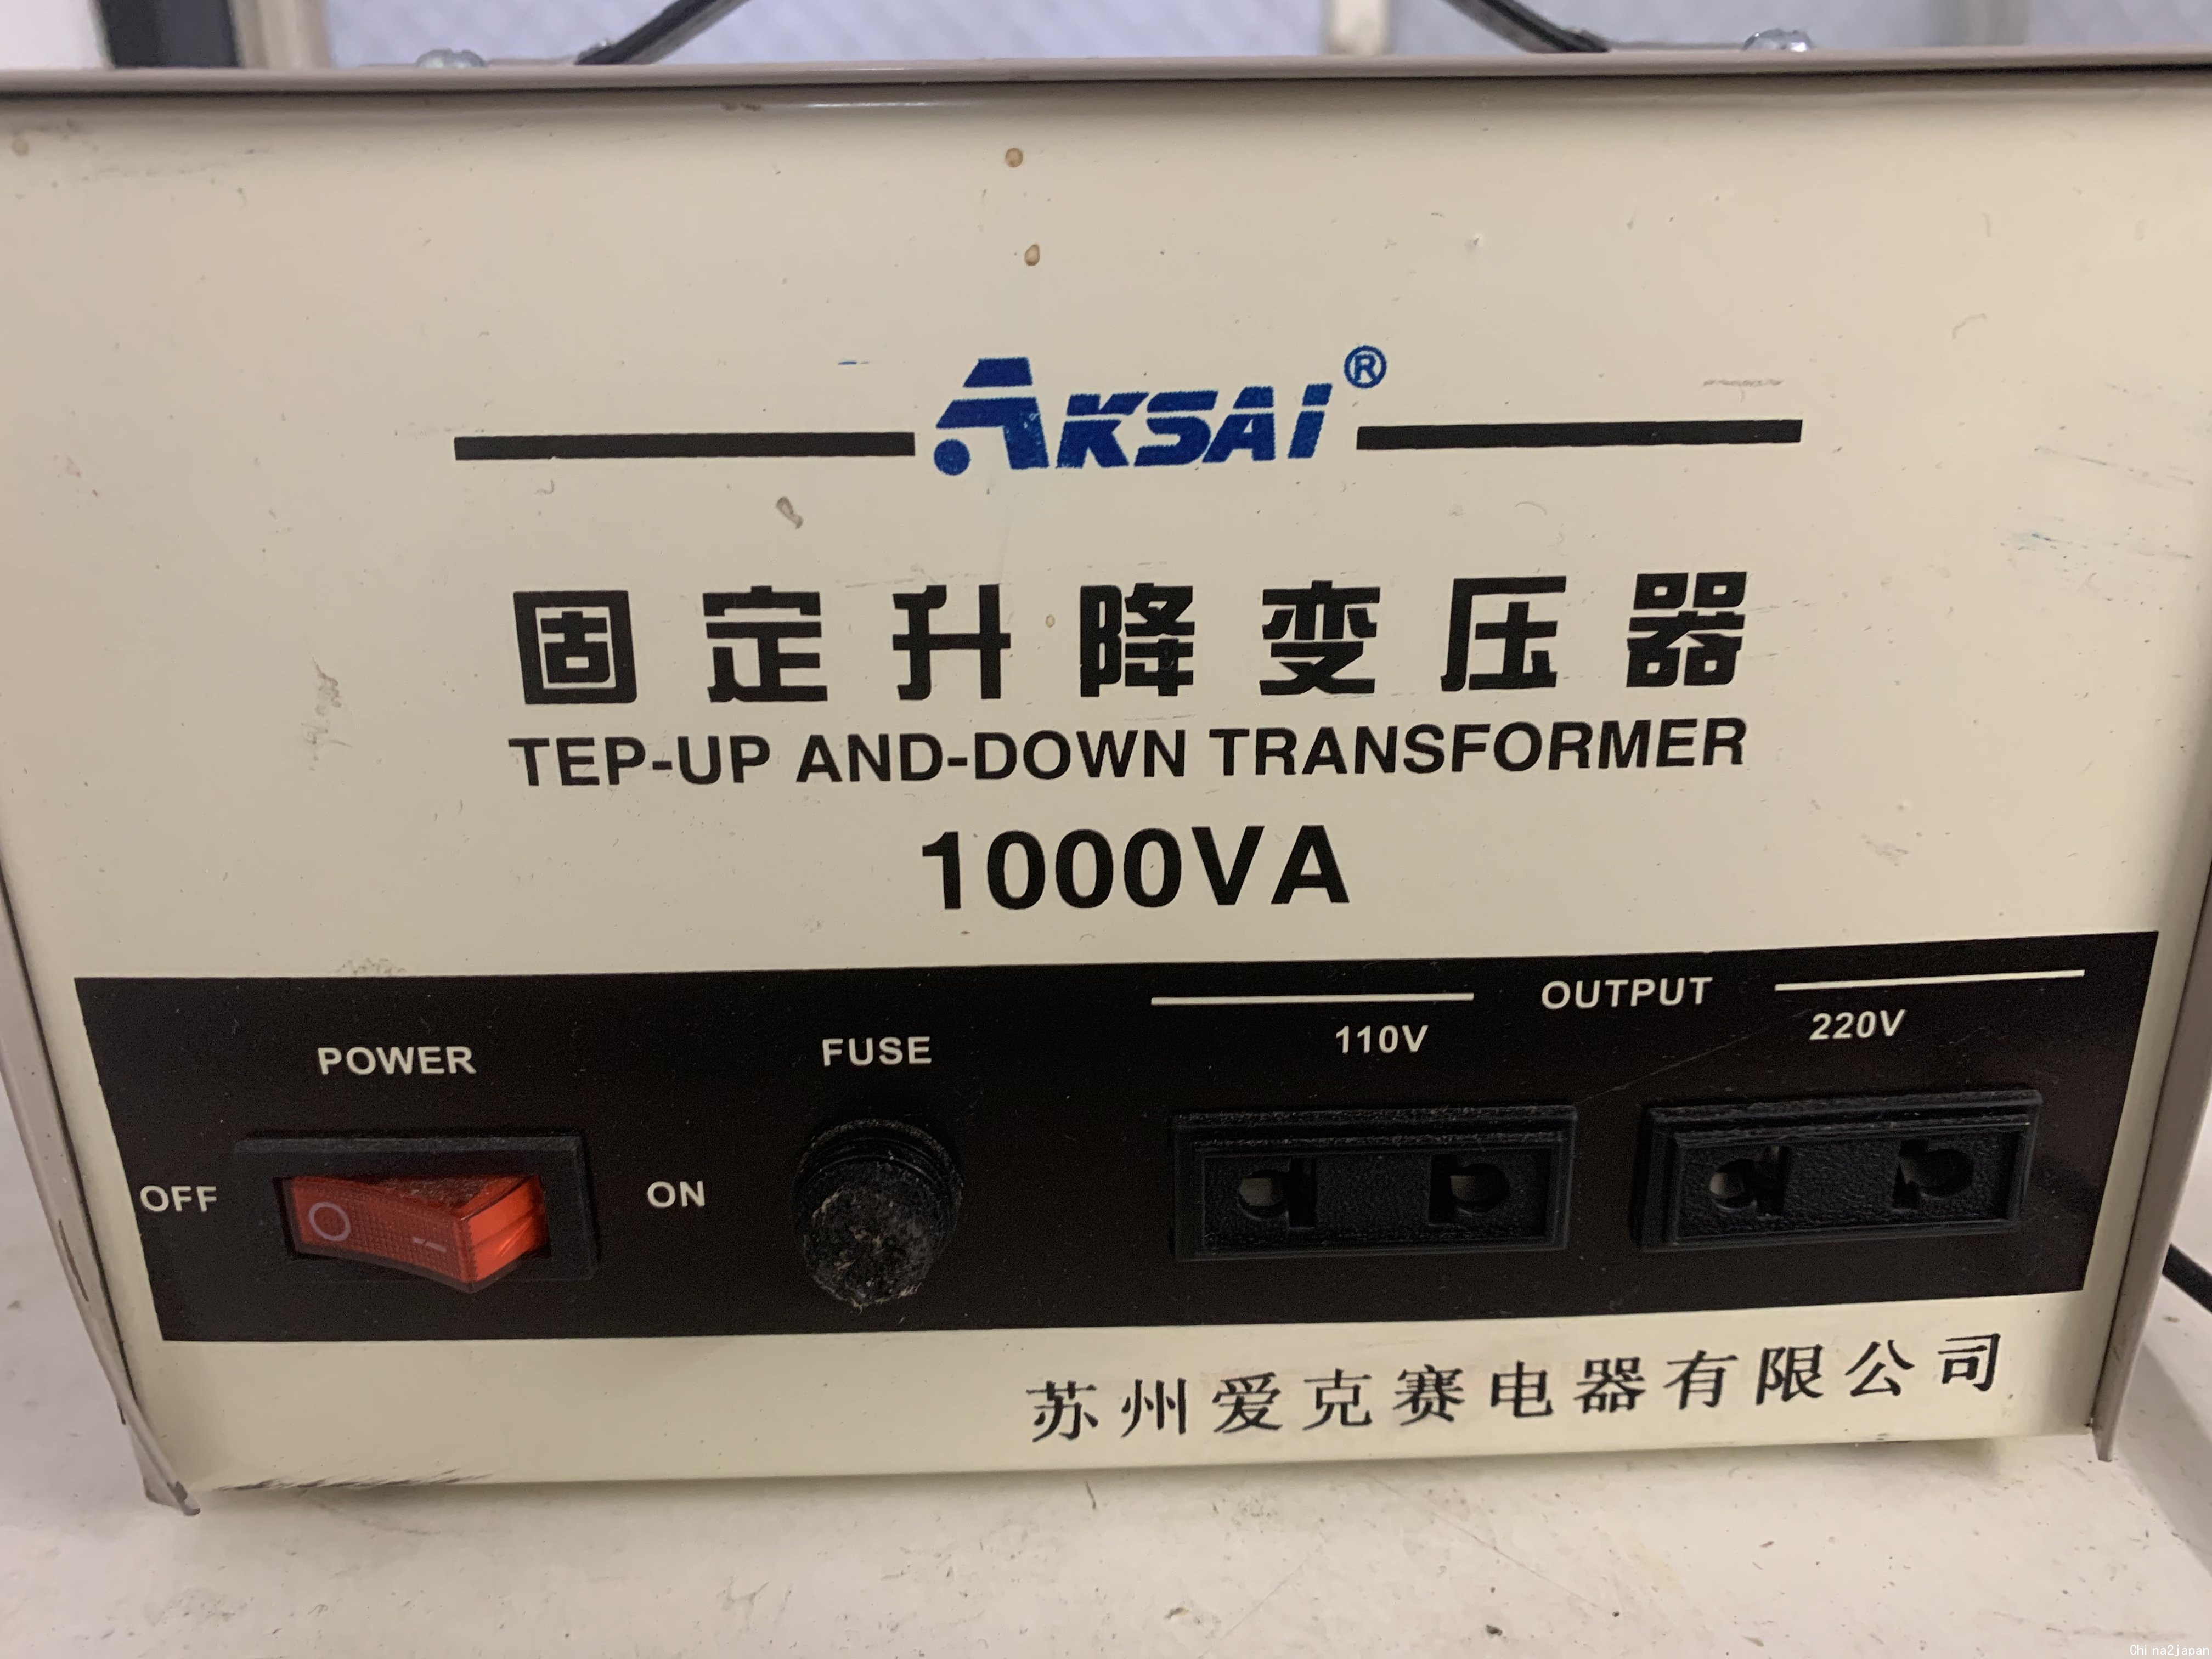 AKSAI®
固定升降变压器
TEP-UP AND-DOWN TRANSFORMER
1000VA
OUTPUT
POWER
FUSE
110V
220V
OFF
ON
苏州爱克赛电器有限公司
China2japan